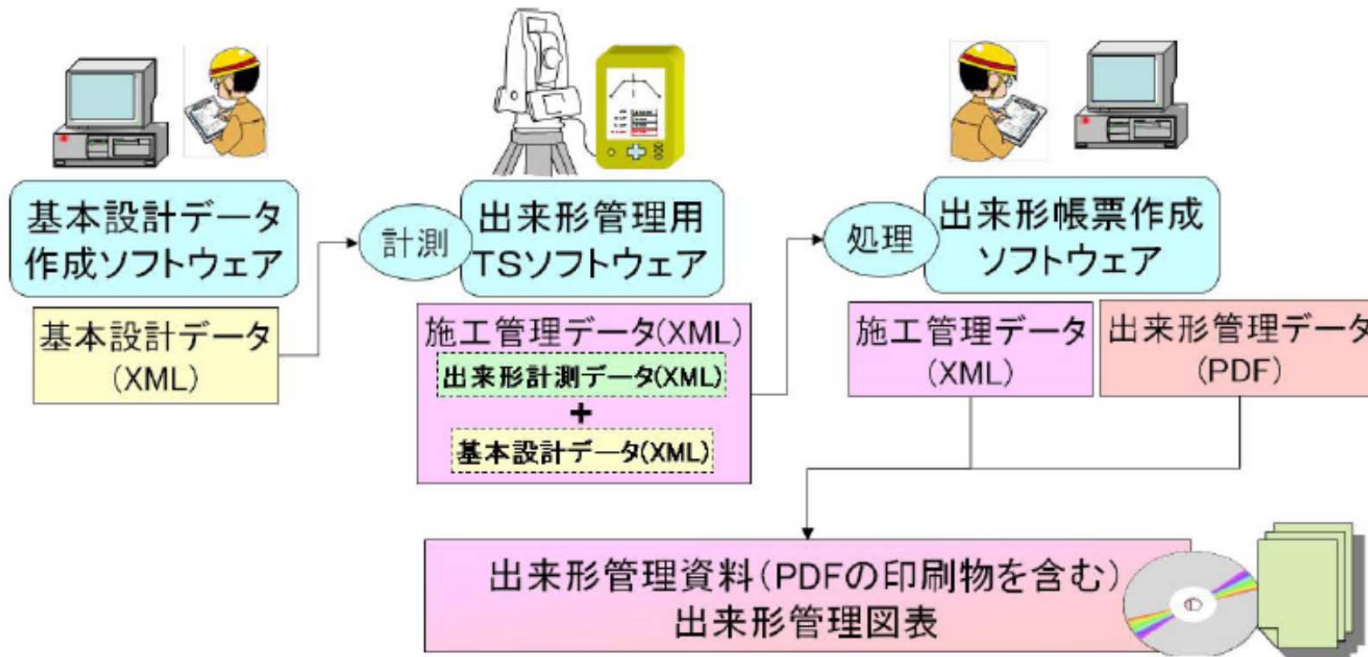 基本設計データ
作成ソフトウェア
基本設計データ
(XML)
計測
出来形管理用
TSソフトウェア
施工管理データ(XML)
出来形計測データ(XML)
+
基本設計データ(XML)
処理
出来形帳票作成
ソフトウェア
施工管理データ
(XML)
出来形管理データ
(PDF)
出来形管理資料(PDFの印刷物を含む)
出来形管理図表